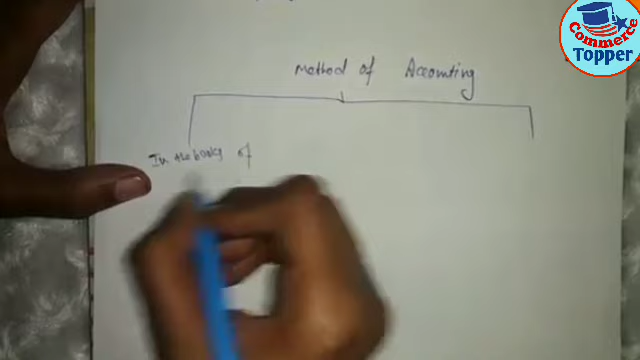 Commerce
Topper
Method of Accounting
In the books of